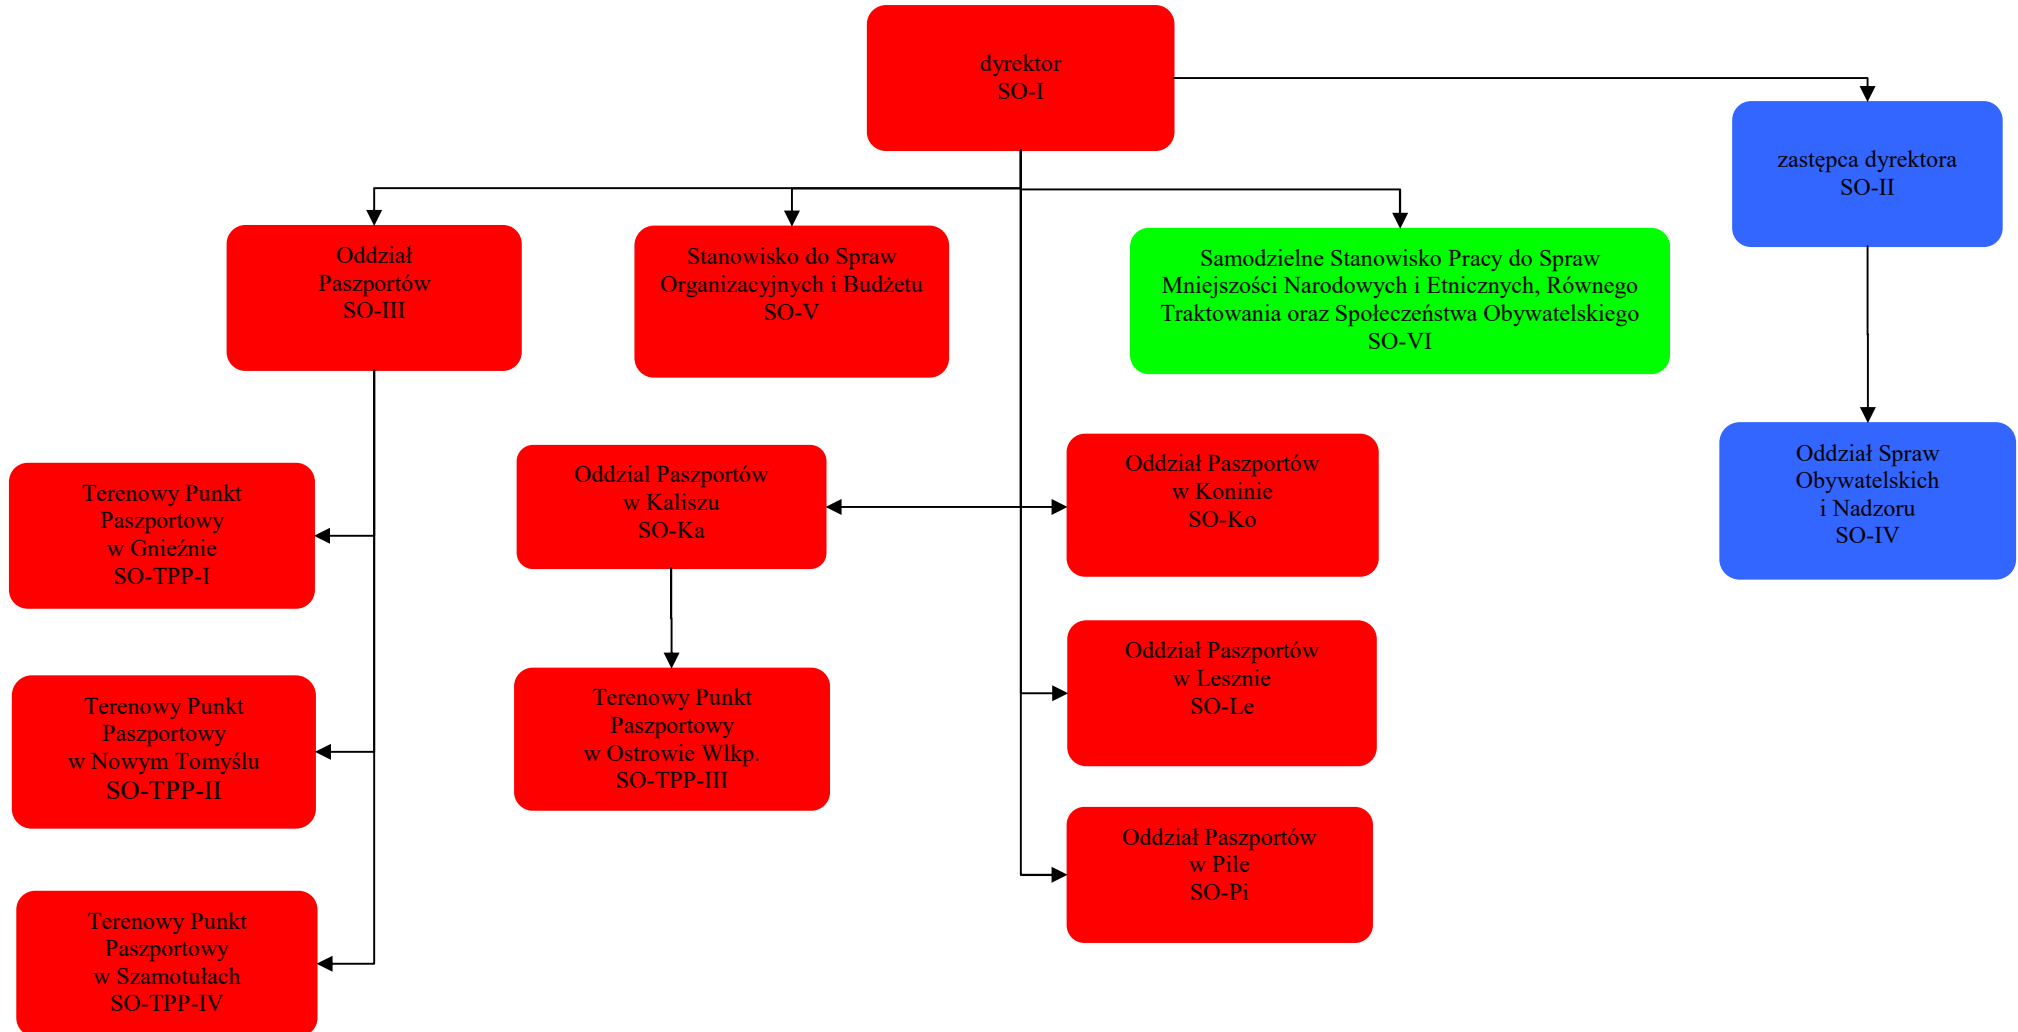 dyrektor
SO-I
zastępca dyrektora
SO-II
Oddział
Paszportów
SO-III
Stanowisko do Spraw
Organizacyjnych i Budżetu
SO-V
Samodzielne Stanowisko Pracy do Spraw
Mniejszości Narodowych i Etnicznych, Równego
Traktowania oraz Społeczeństwa Obywatelskiego
SO-VI
Terenowy Punkt
Paszportowy
w Gnieźnie
SO-TPP-I
Oddzial Paszportów
w Kaliszu
SO-Ka
Oddział Paszportów
w Koninie
SO-Ko
Oddział Spraw
Obywatelskich
i Nadzoru
SO-IV
Terenowy Punkt
Paszportowy
w Nowym Tomyślu
SO-TPP-II
Terenowy Punkt
Paszportowy
w Ostrowie Wlkp.
SO-TPP-III
Oddział Paszportów
w Lesznie
SO-Le
Oddział Paszportów
w Pile
SO-Pi
Terenowy Punkt
Paszportowy
w Szamotułach
SO-TPP-IV